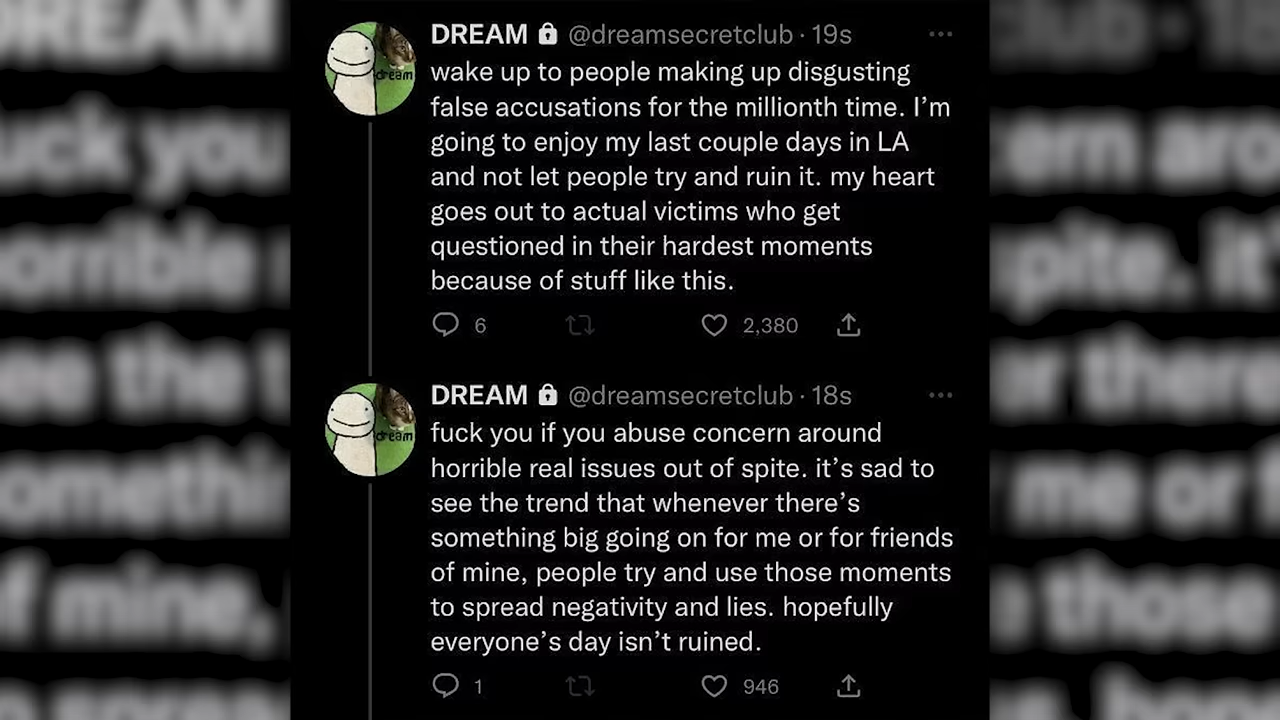 DREAM @dreamsecretclub · 19s
wake up to people making up disgusting
false accusations for the millionth time. I'm
going to enjoy my last couple days in LA
and not let people try and ruin it. my heart
goes out to actual victims who get
questioned in their hardest moments
because of stuff like this.
6 2,380
DREAM @dreamsecretclub · 18s
fuck you if you abuse concern around
horrible real issues out of spite. it's sad to
see the trend that whenever there's
something big going on for me or for friends
of mine, people try and use those moments
to spread negativity and lies. hopefully
everyone's day isn't ruined.
1 946
dream
dream